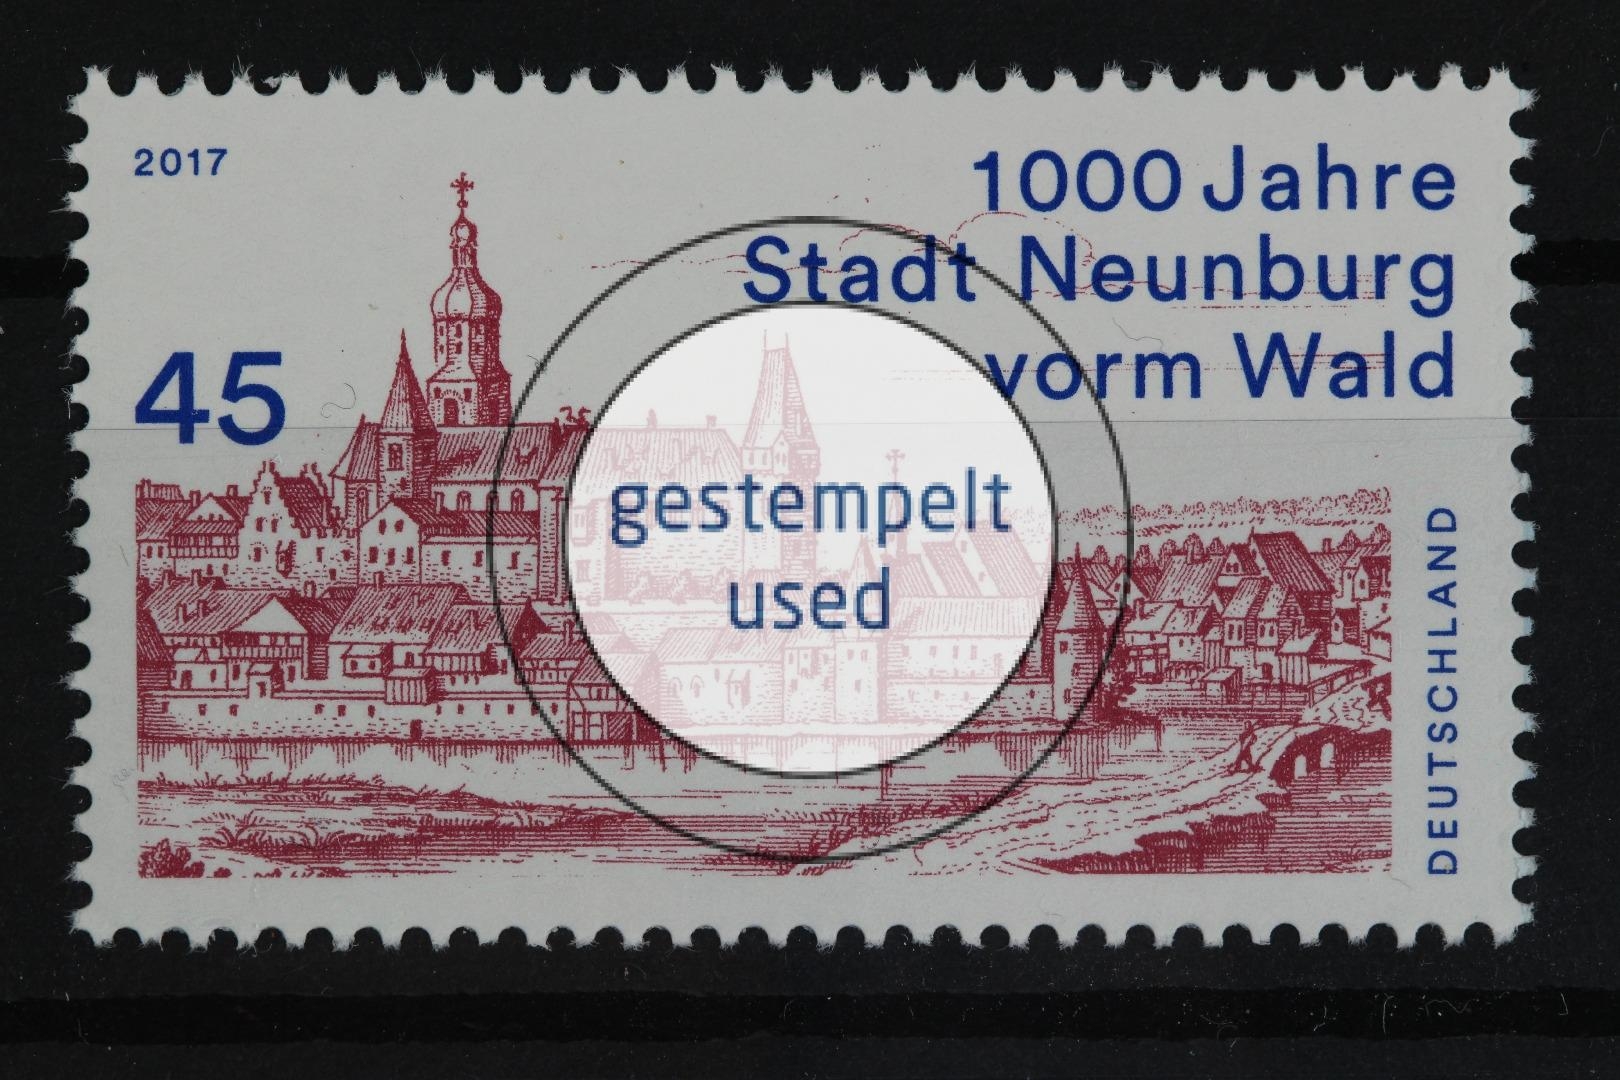 2017
1000 Jahre
Stadt Neunburg
vorm Wald
45
gestempelt
used
DEUTSCHLAND